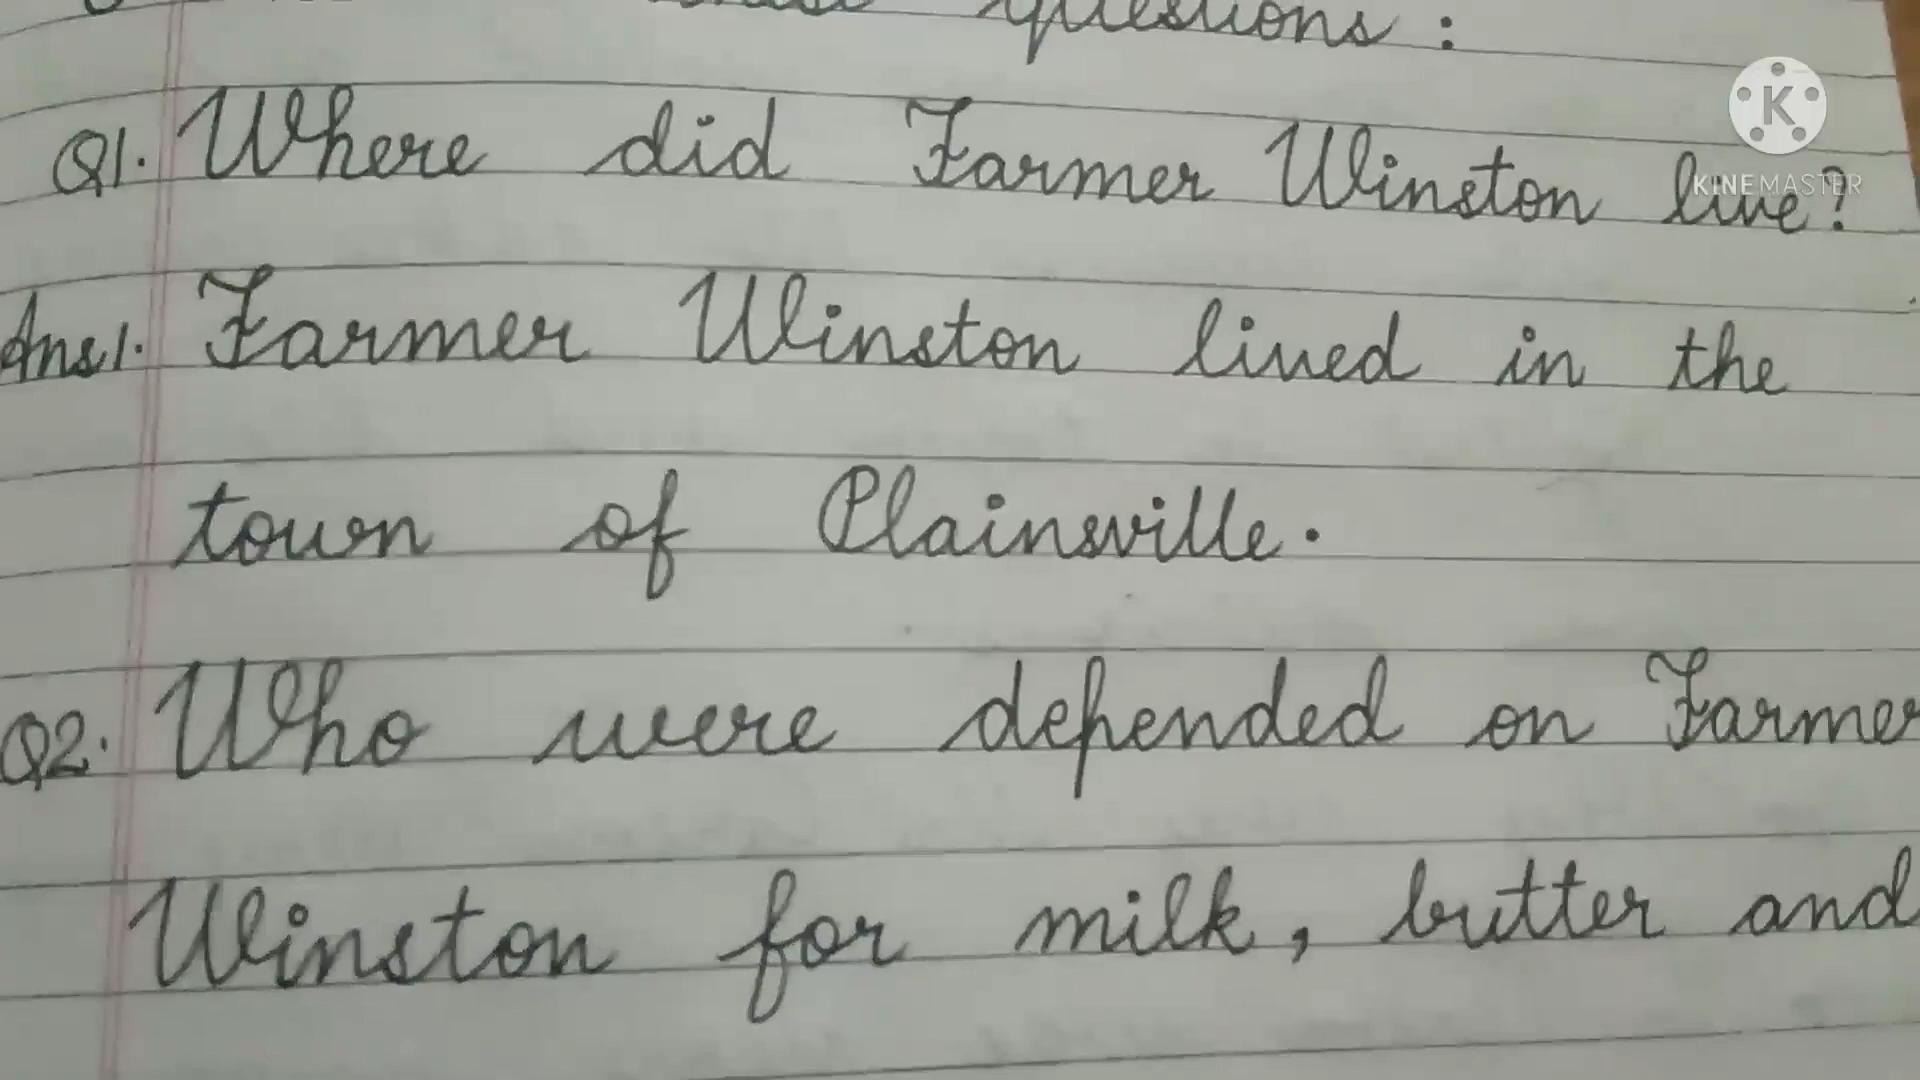 questions :
Q1. Where did Farmer Winston live?
Ans1. Farmer Winston lived in the
town of Plainsville.
Q2. Who were depended on Farmer
Winston for milk, butter and
K
KINEMASTER